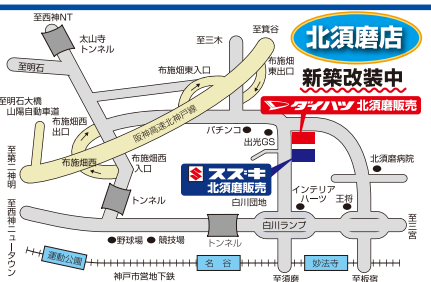 至西神NT
太山寺
トンネル
至三木
至箕谷
北須磨店
新築改装中
至明石
布施畑東入口
布施畑
東出口
ダイハツ 北須磨販売
至明石大橋
山陽自動車道
布施畑西
出口
阪神高速北神戸線
パチンコ
出光GS
至第二神明
布施畑西
布施畑西
入口
スズキ
北須磨販売
北須磨病院
白川団地
インテリア
ハーツ
王将
トンネル
至西神ニュータウン
白川ランプ
至三宮
野球場
競技場
トンネル
運動公園
神戸市営地下鉄
名谷
至須磨
妙法寺
至板宿